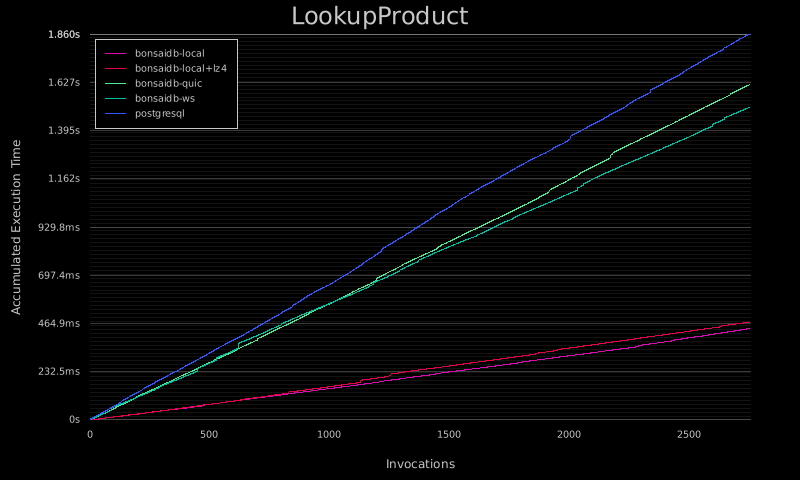 LookupProduct
1.860s
bonsaidb-local
bonsaidb-local+lz4
bonsaidb-quic
bonsaidb-ws
postgresql
1.627s
1.395s
1.162s
929.8ms
697.4ms
464.9ms
232.5ms
0s
Accumulated Execution Time
0 500 1000 1500 2000 2500
Invocations